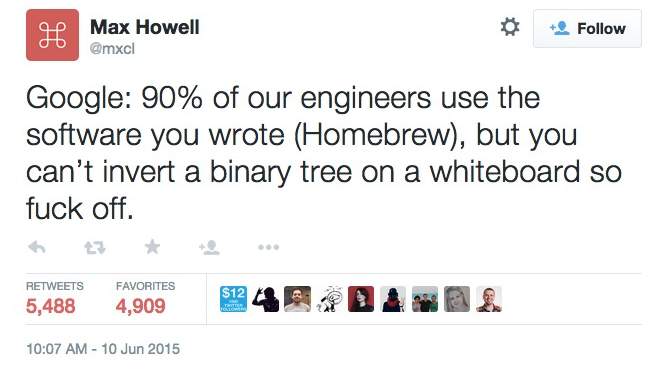 Max Howell
@mxcl
Follow
Google: 90% of our engineers use the
software you wrote (Homebrew), but you
can’t invert a binary tree on a whiteboard so
fuck off.
RETWEETS
FAVORITES
5,488
4,909
$12
TWITTER
FOLLOWERS
10:07 AM - 10 Jun 2015